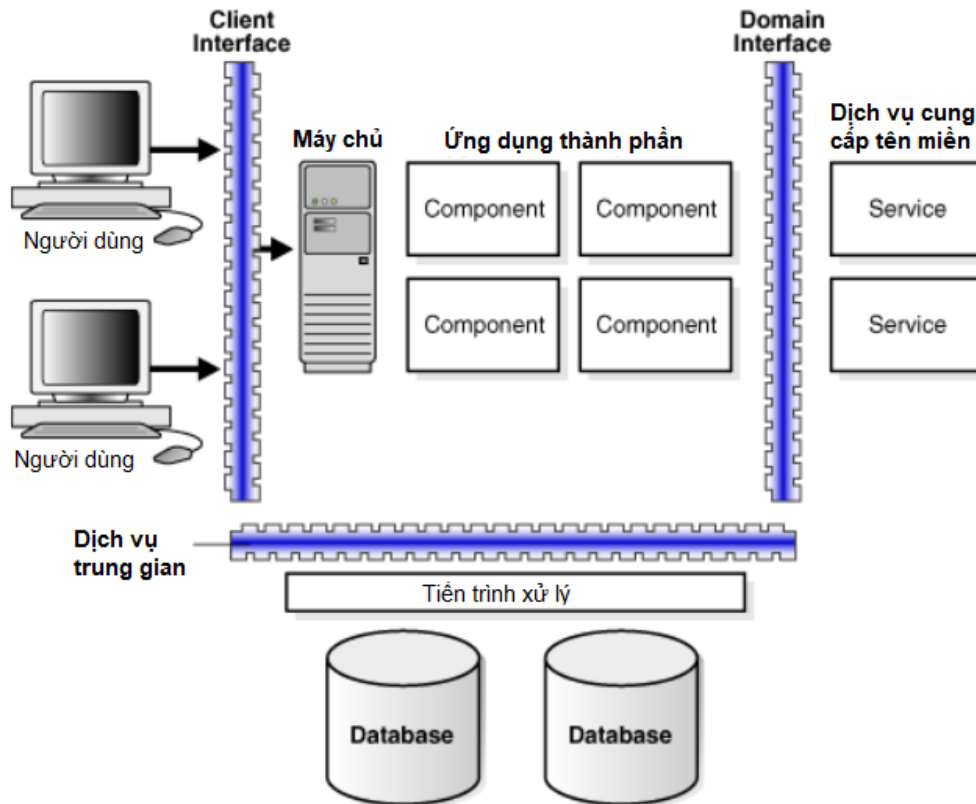 Client
Interface
Domain
Interface
Máy chủ
Ứng dụng thành phần
Dịch vụ cung
cấp tên miền
Component
Component
Service
Người dùng
Component
Component
Service
Người dùng
Dịch vụ
trung gian
Tiến trình xử lý
Database
Database